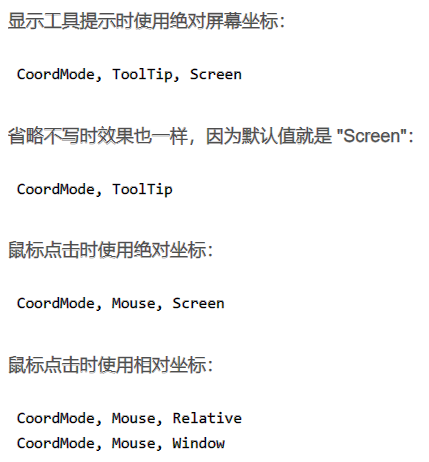 显示工具提示时使用绝对屏幕坐标：
CoordMode, ToolTip, Screen
省略不写时效果也一样，因为默认值就是 "Screen"：
CoordMode, ToolTip
鼠标点击时使用绝对坐标：
CoordMode, Mouse, Screen
鼠标点击时使用相对坐标：
CoordMode, Mouse, Relative
CoordMode, Mouse, Window